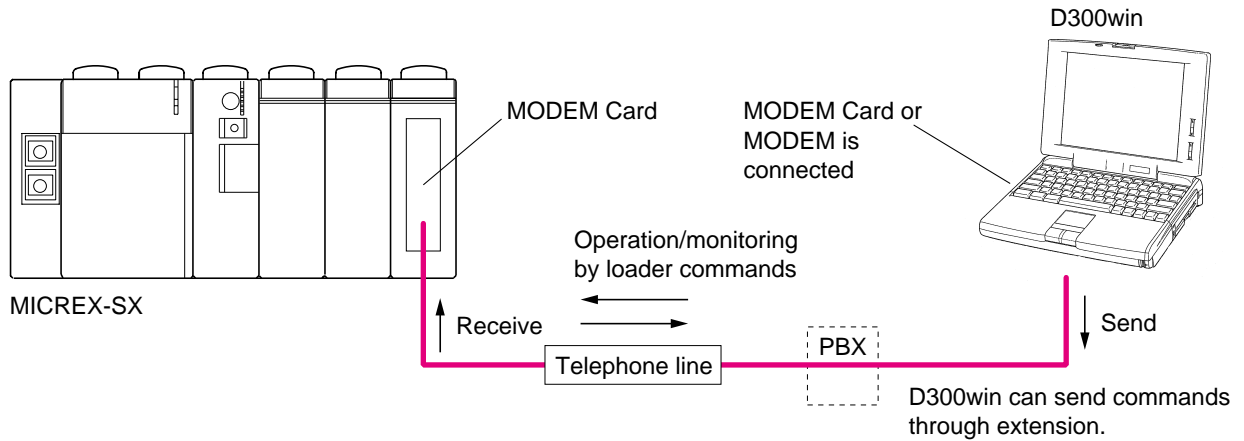 D300win
MODEM Card
MODEM Card or
MODEM is
connected
Operation/monitoring
by loader commands
MICREX-SX
Receive
Telephone line
PBX
Send
D300win can send commands
through extension.